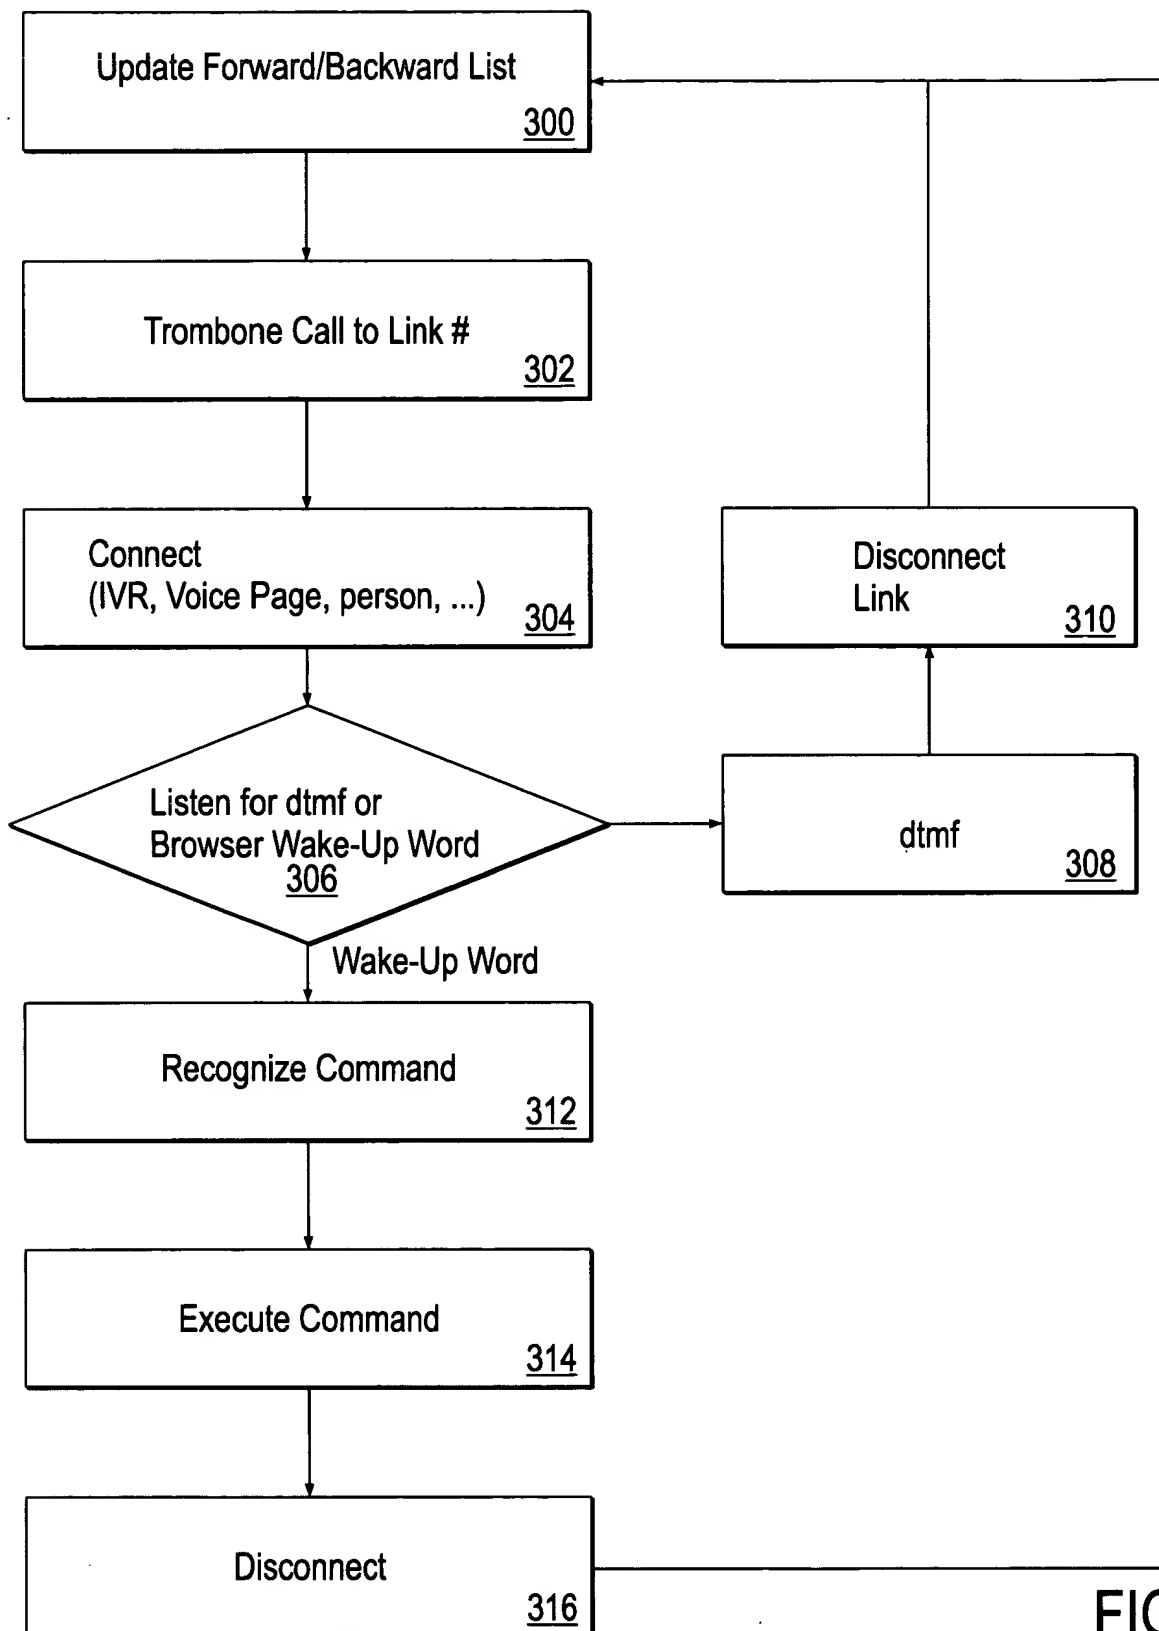 Update Forward/Backward List
300
Trombone Call to Link #
302
Connect
(IVR, Voice Page, person, ...)
304
Disconnect
Link
310
Listen for dtmf or
Browser Wake-Up Word
306
dtmf
308
Wake-Up Word
Recognize Command
312
Execute Command
314
Disconnect
316
FIG